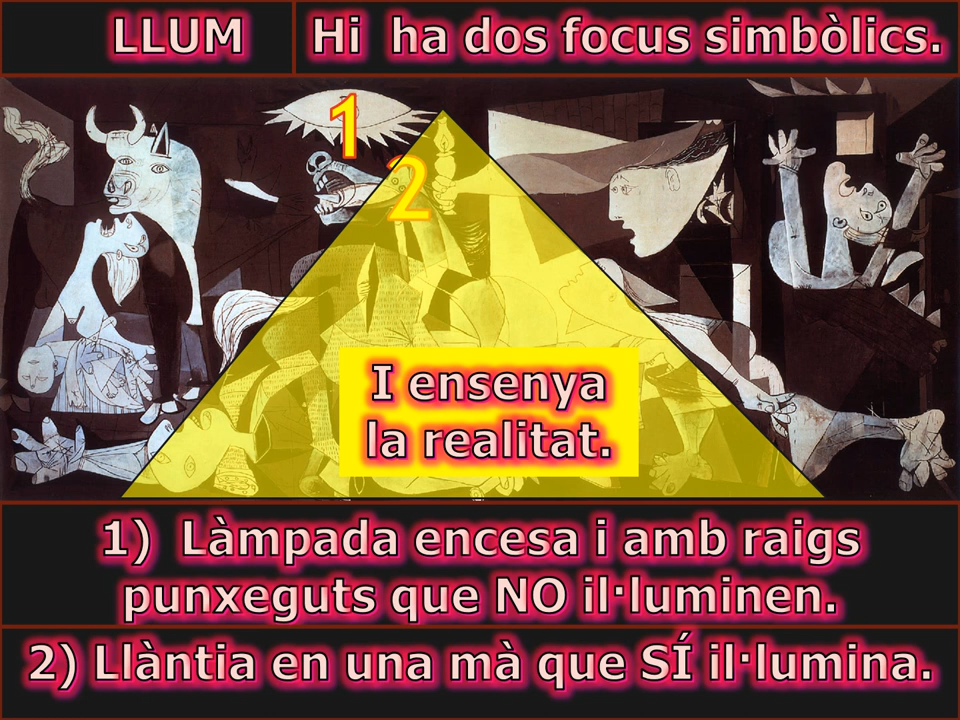 LLUM
Hi ha dos focus simbòlics.
1
2
I ensenya
la realitat.
1) Làmpada encesa i amb raigs
punxeguts que NO il·luminen.
2) Llàntia en una mà que SÍ il·lumina.